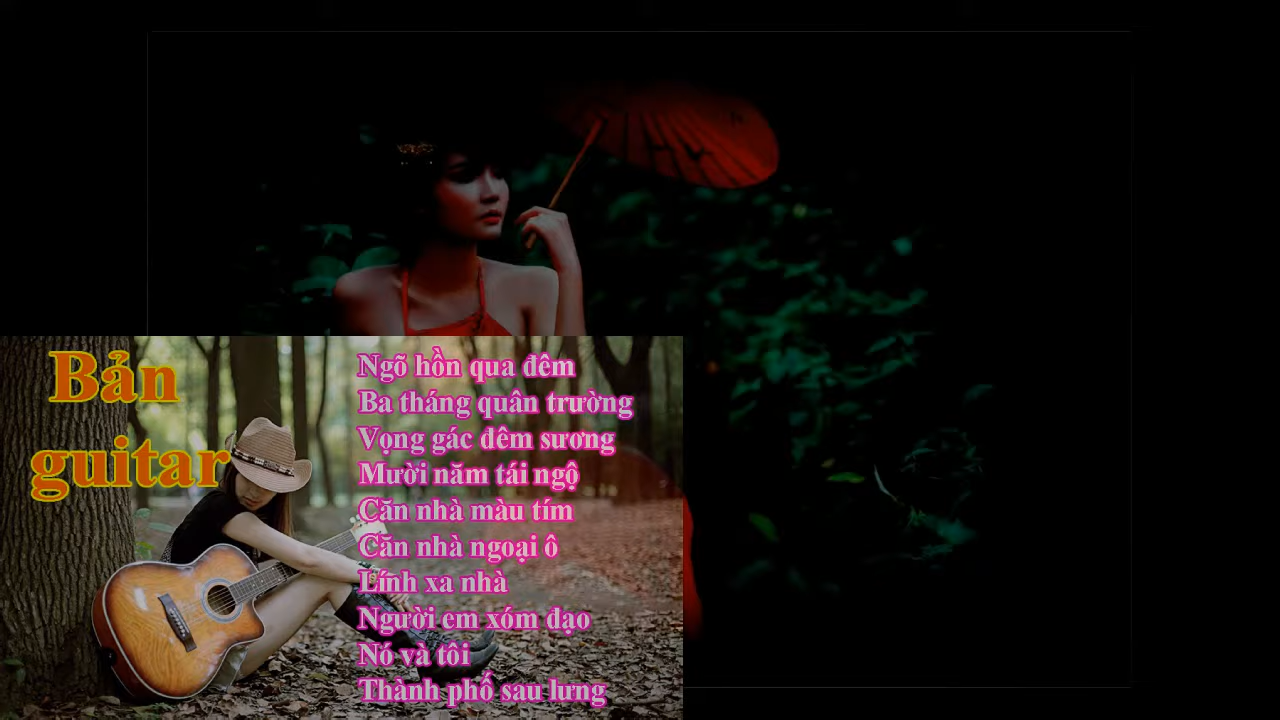 Bản
guitar
Ngõ hồn qua đêm
Ba tháng quân trường
Vọng gác đêm sương
Mười năm tái ngộ
Căn nhà màu tím
Căn nhà ngoại ô
Lính xa nhà
Người em xóm đạo
Nó và tôi
Thành phố sau lưng